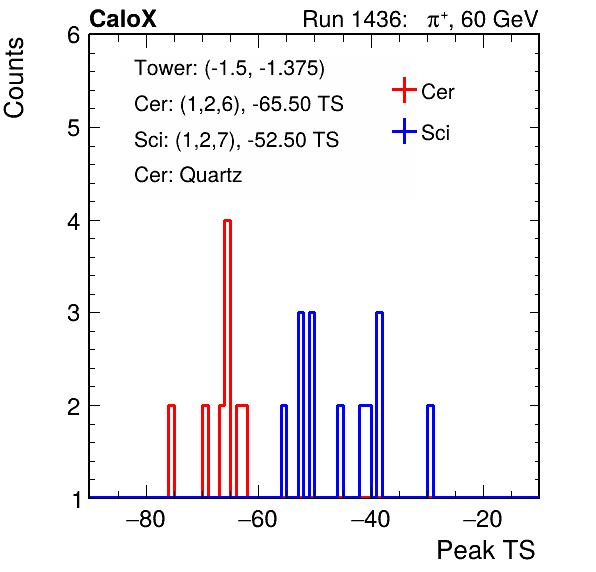 CaloX Run 1436: π⁺, 60 GeV
Counts
6
Tower: (-1.5, -1.375)
Cer: (1,2,6), -65.50 TS
Sci: (1,2,7), -52.50 TS
Cer: Quartz
Cer
Sci
5
4
3
2
1
−80 −60 −40 −20
Peak TS